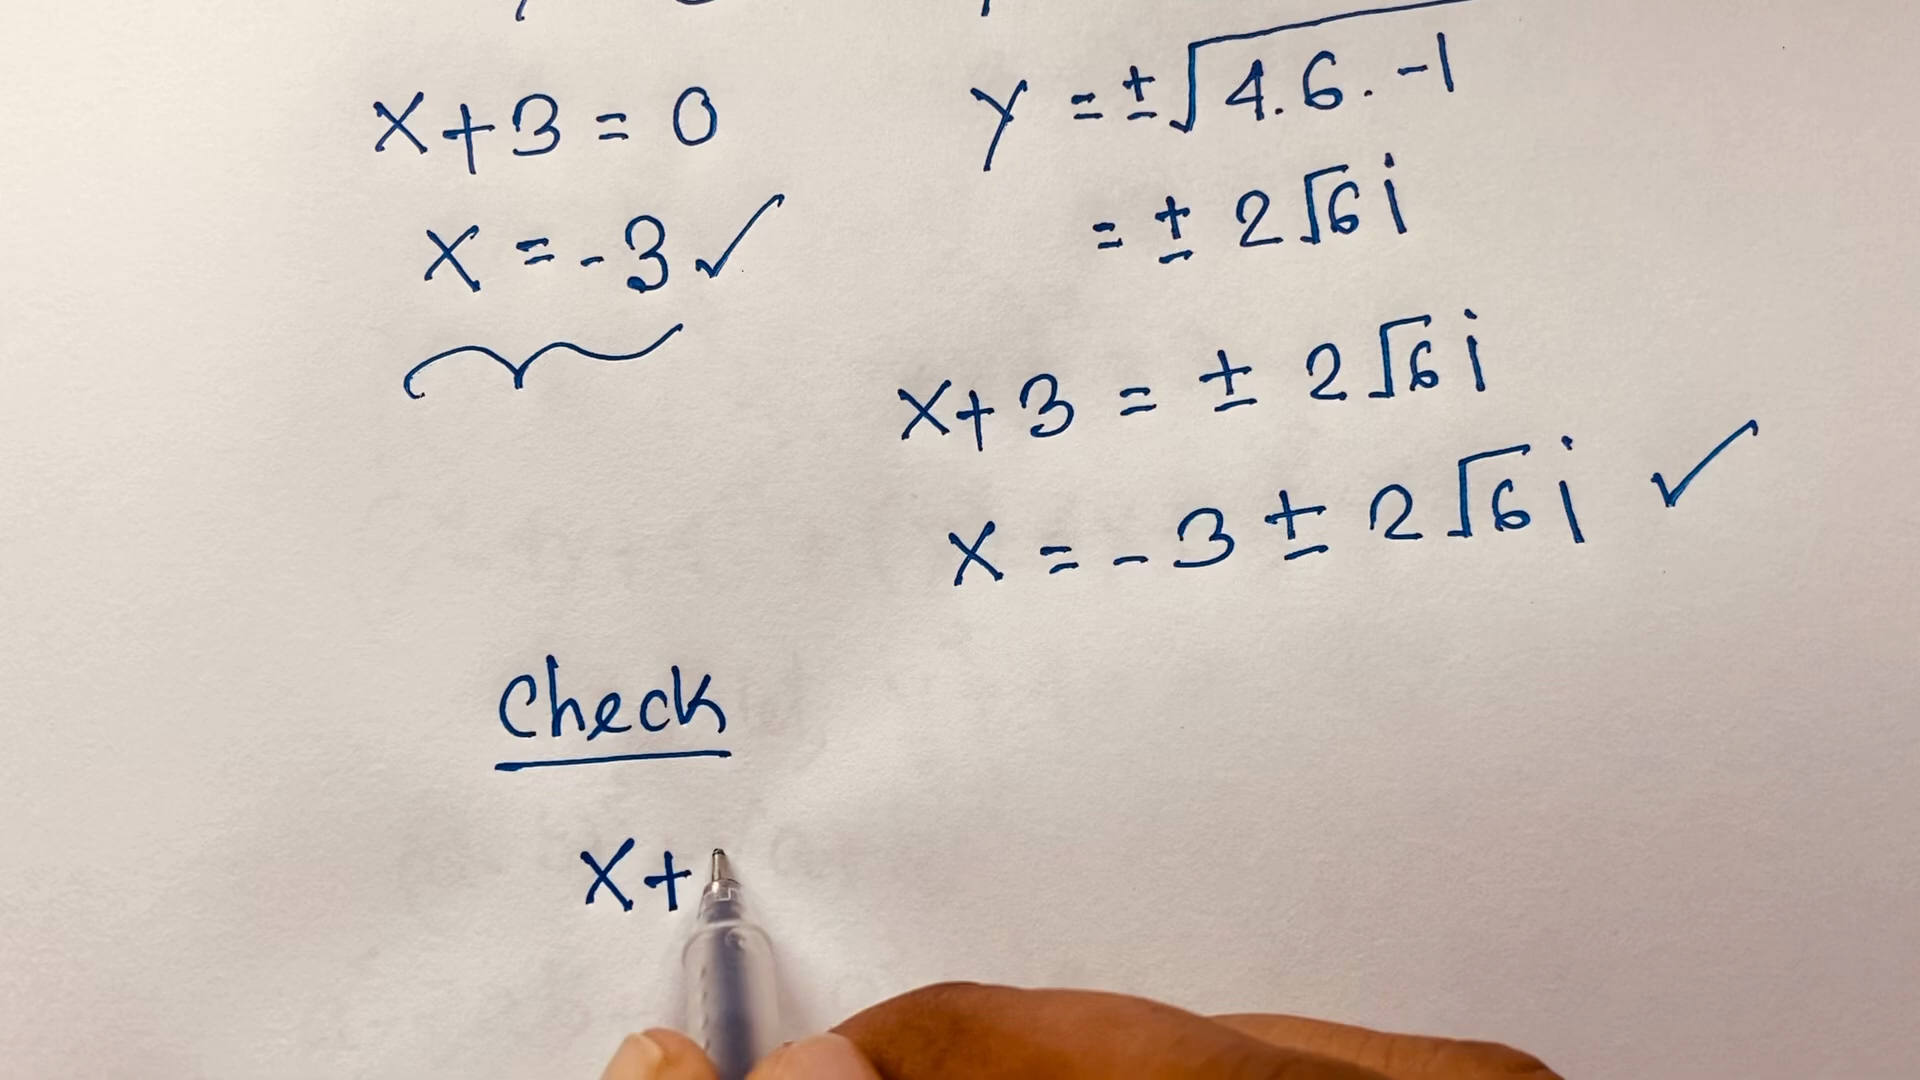 x+3 = 0
x = -3 ✓
y = ±√4.6.-1
= ± 2√6 i
x+3 = ± 2√6 i
x = -3 ± 2√6 i ✓
Check
x+